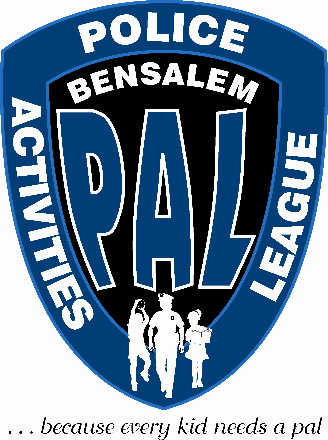 POLICE
BENSALEM
PAL
ACTIVITIES
LEAGUE
. . . because every kid needs a pal